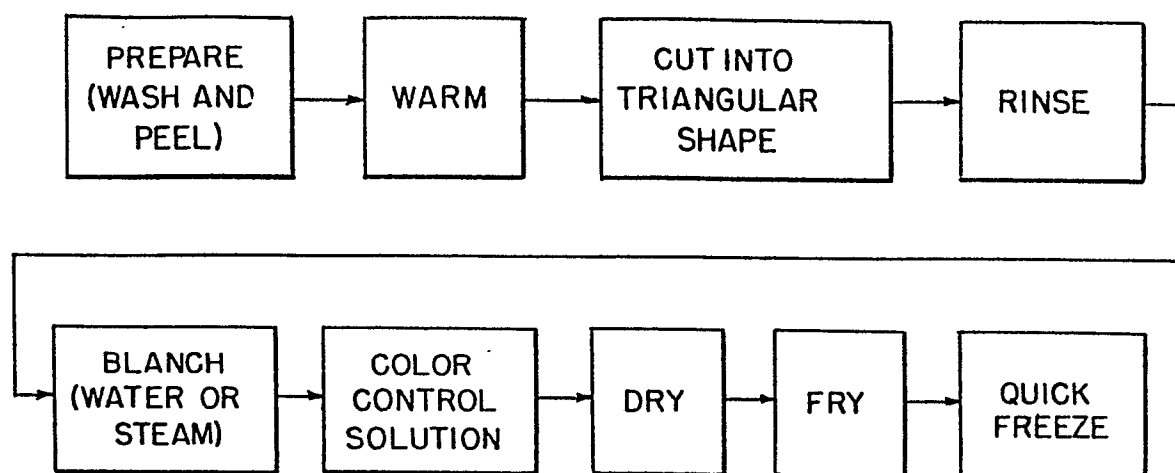 PREPARE
(WASH AND
PEEL)
WARM
CUT INTO
TRIANGULAR
SHAPE
RINSE
BLANCH
(WATER OR
STEAM)
COLOR
CONTROL
SOLUTION
DRY
FRY
QUICK
FREEZE